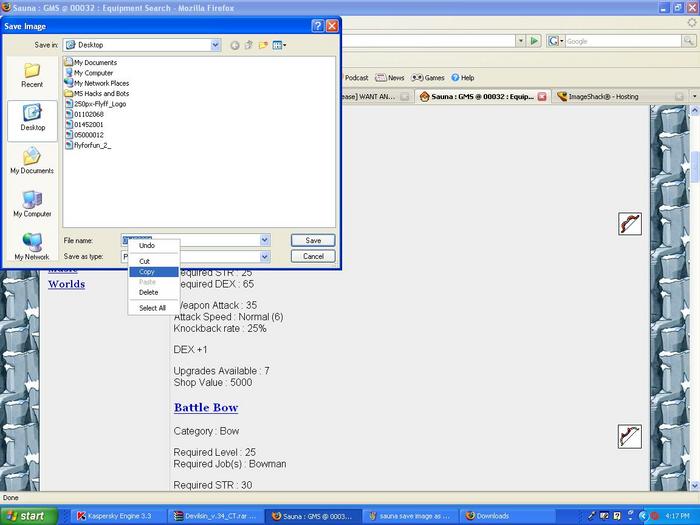 Sauna : GMS @ 00032 : Equipment Search - Mozilla Firefox
Save Image
Save in:
Desktop
Google
Podcast
News
Games
Help
ease] WANT AN...
Sauna : GMS @ 00032 : Equip...
ImageShack® - Hosting
Recent
Desktop
My Documents
My Computer
My Network
My Documents
My Computer
My Network Places
MS Hacks and Bots
250px-Flyff_Logo
01102068
01452001
05000012
flyforfun_2_
File name:
Save
Save as type:
P
Cancel
Undo
Cut
Copy
Paste
Delete
Select All
Music
Worlds
Required STR : 25
Required DEX : 65
Weapon Attack : 35
Attack Speed : Normal (6)
Knockback rate : 25%
DEX +1
Upgrades Available : 7
Shop Value : 5000
Battle Bow
Category : Bow
Required Level : 25
Required Job(s) : Bowman
Required STR : 30
Done
start
Kaspersky Engine 3.3
Devilsin_v.34_CT.rar ...
Sauna : GMS @ 0003...
sauna save image as ...
Downloads
4:17 PM